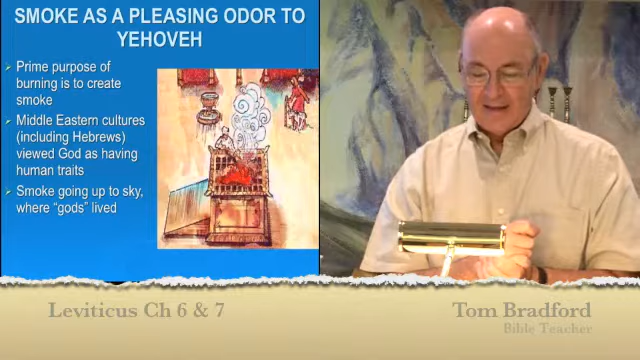 SMOKE AS A PLEASING ODOR TO
YEHOVEH
Prime purpose of
burning is to create
smoke
Middle Eastern cultures
(including Hebrews)
viewed God as having
human traits
Smoke going up to sky,
where “gods” lived
Leviticus Ch 6 & 7
Tom Bradford
Bible Teacher